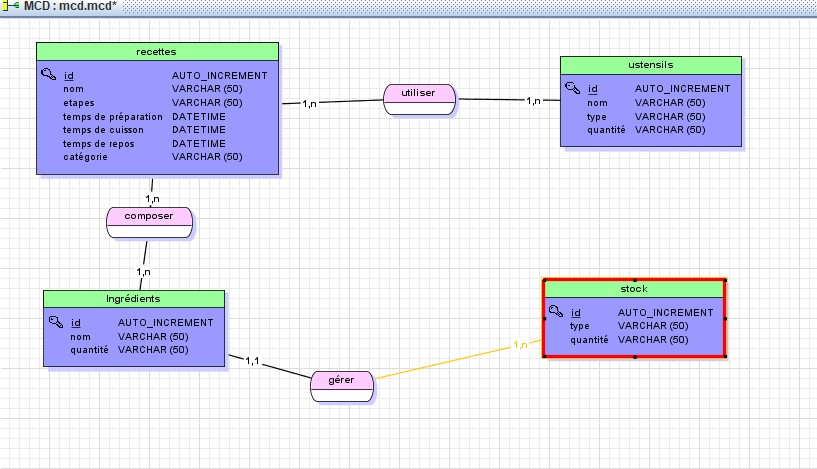 MCD : mcd.mcd*
recettes
id AUTO_INCREMENT
nom VARCHAR (50)
etapes VARCHAR (50)
temps de préparation DATETIME
temps de cuisson DATETIME
temps de repos DATETIME
catégorie VARCHAR (50)
1,n
utiliser
1,n
ustensils
id AUTO_INCREMENT
nom VARCHAR (50)
type VARCHAR (50)
quantité VARCHAR (50)
1,n
composer
1,n
Ingrédients
id AUTO_INCREMENT
nom VARCHAR (50)
quantité VARCHAR (50)
1,1
gérer
1,n
stock
id AUTO_INCREMENT
type VARCHAR (50)
quantité VARCHAR (50)